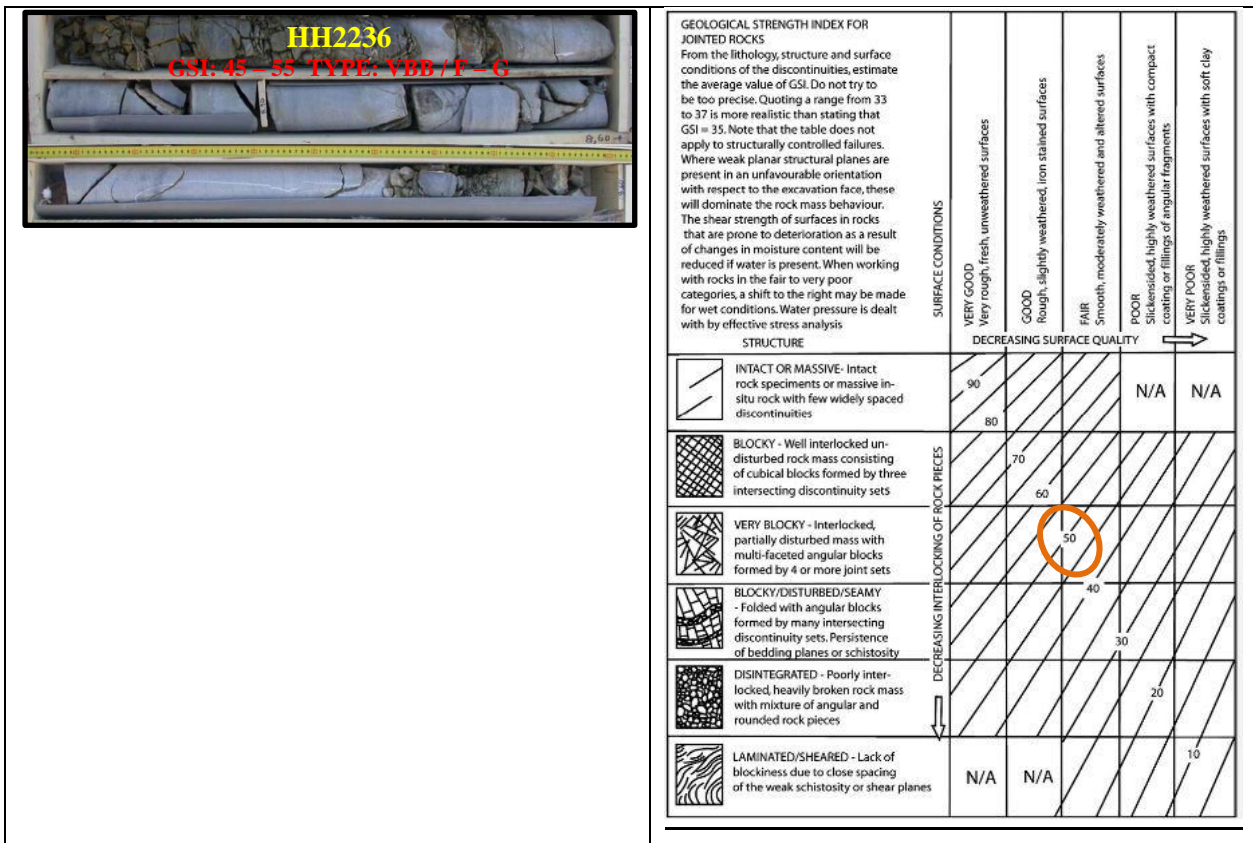 HH2236
GSI: 45 – 55 TYPE: VBB / F – G
8,60
GEOLOGICAL STRENGTH INDEX FOR
JOINTED ROCKS
From the lithology, structure and surface
conditions of the discontinuities, estimate
the average value of GSI. Do not try to
be too precise. Quoting a range from 33
to 37 is more realistic than stating that
GSI = 35. Note that the table does not
apply to structurally controlled failures.
Where weak planar structural planes are
present in an unfavourable orientation
with respect to the excavation face, these
will dominate the rock mass behaviour.
The shear strength of surfaces in rocks
that are prone to deterioration as a result
of changes in moisture content will be
reduced if water is present. When working
with rocks in the fair to very poor
categories, a shift to the right may be made
for wet conditions. Water pressure is dealt
with by effective stress analysis
STRUCTURE
SURFACE CONDITIONS
VERY GOOD
Very rough, fresh, unweathered surfaces
GOOD
Rough, slightly weathered, iron stained surfaces
FAIR
Smooth, moderately weathered and altered surfaces
POOR
Slickensided, highly weathered surfaces with compact
coating or fillings of angular fragments
VERY POOR
Slickensided, highly weathered surfaces with soft clay
coatings or fillings
DECREASING SURFACE QUALITY
INTACT OR MASSIVE- Intact
rock speciments or massive in-
situ rock with few widely spaced
discontinuities
90
80
N/A
N/A
DECREASING INTERLOCKING OF ROCK PIECES
BLOCKY - Well interlocked un-
disturbed rock mass consisting
of cubical blocks formed by three
intersecting discontinuity sets
70
60
VERY BLOCKY - Interlocked,
partially disturbed mass with
multi-faceted angular blocks
formed by 4 or more joint sets
50
40
BLOCKY/DISTURBED/SEAMY
- Folded with angular blocks
formed by many intersecting
discontinuity sets. Persistence
of bedding planes or schistosity
30
DISINTEGRATED - Poorly inter-
locked, heavily broken rock mass
with mixture of angular and
rounded rock pieces
20
LAMINATED/SHEARED - Lack of
blockiness due to close spacing
of the weak schistosity or shear planes
N/A
N/A
10